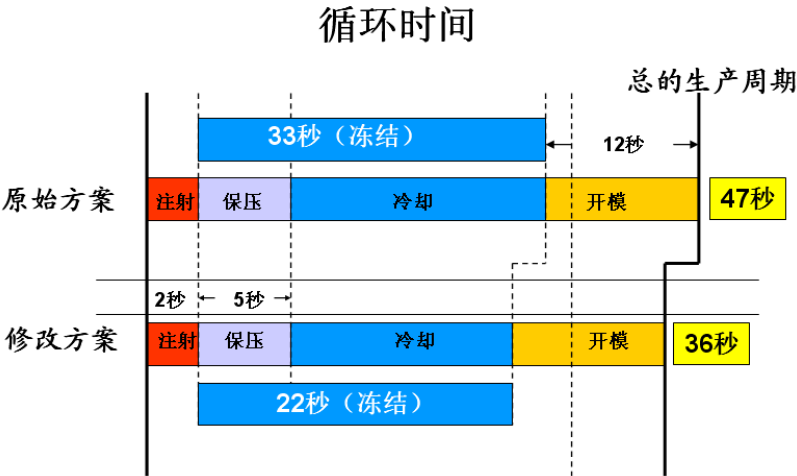 循环时间
总的生产周期
33秒（冻结）
12秒
原始方案
注射
保压
冷却
开模
47秒
2秒
5秒
修改方案
注射
保压
冷却
开模
36秒
22秒（冻结）